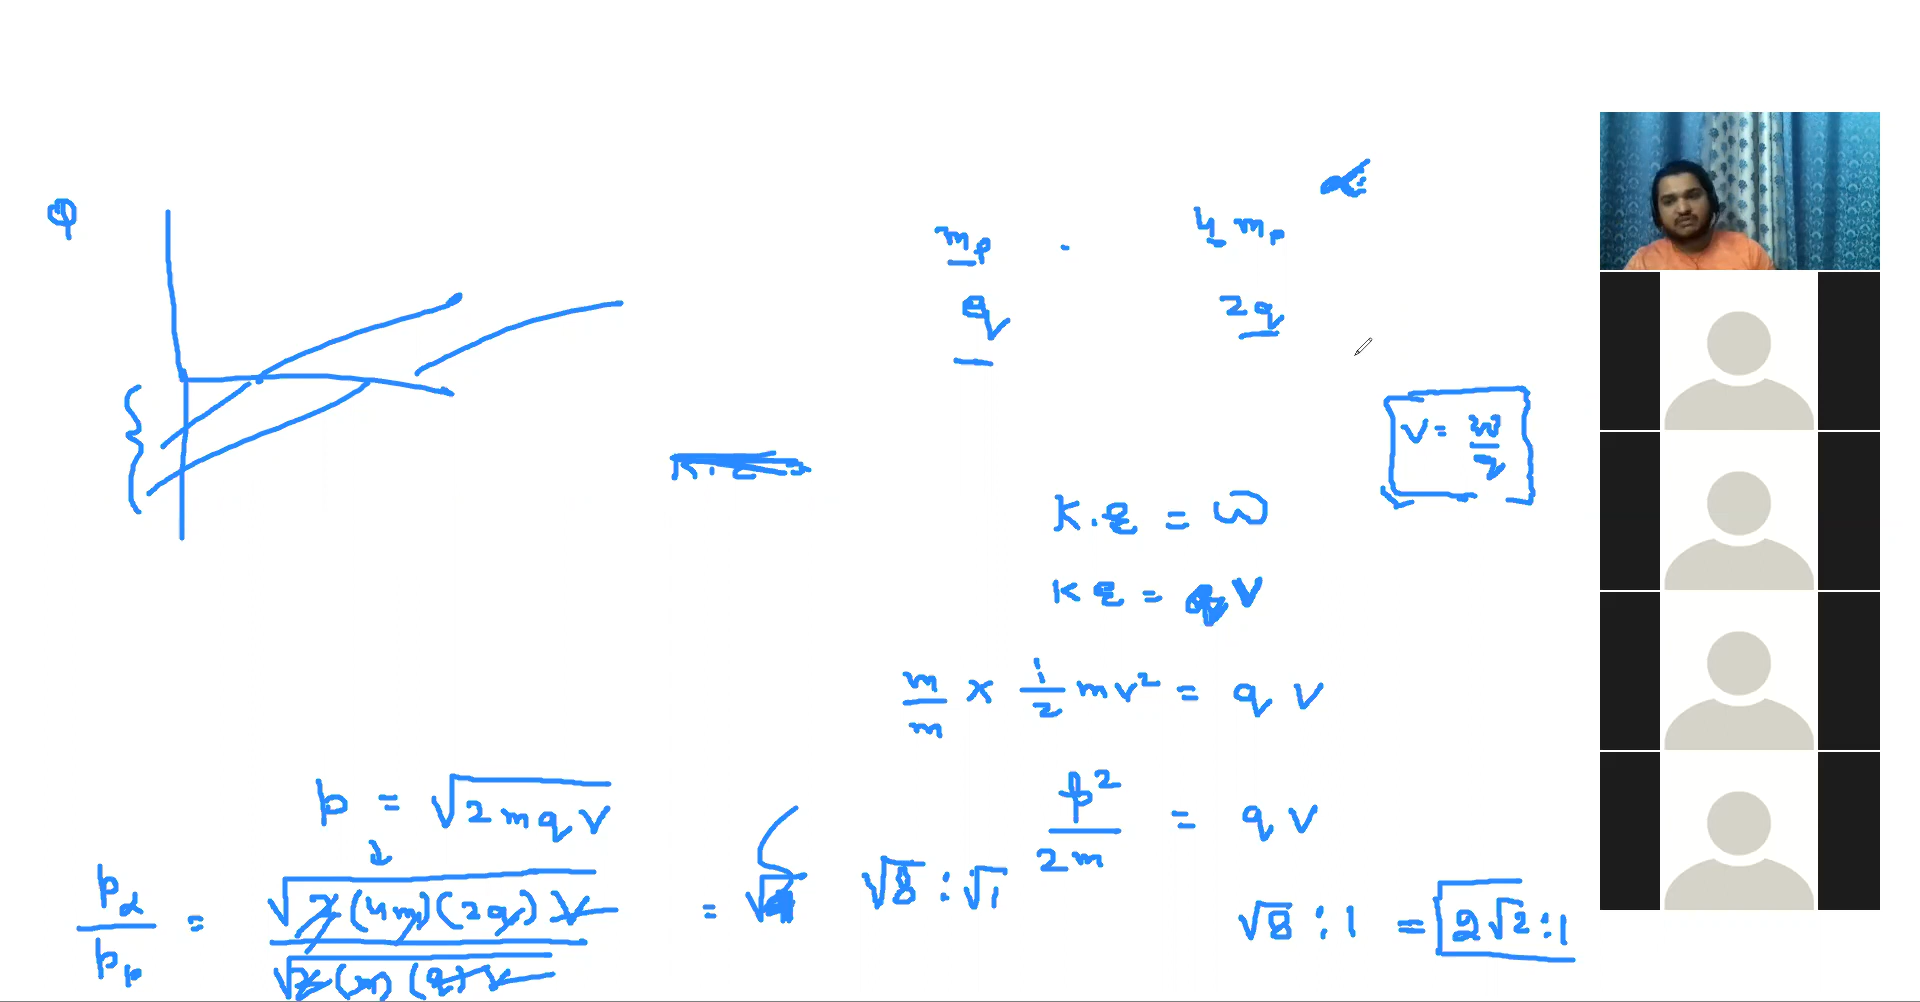 φ
m_p 4 m_p
q 2q
V = W/q
K.E = W
KE = qV
m/m × 1/2 mv² = qV
p²/2m = qV
p = √2mqV
p_α/p_p = √2(4m)(2q)V / √2(m)(q)V = √8 : √1
√8 : 1 = 2√2 : 1